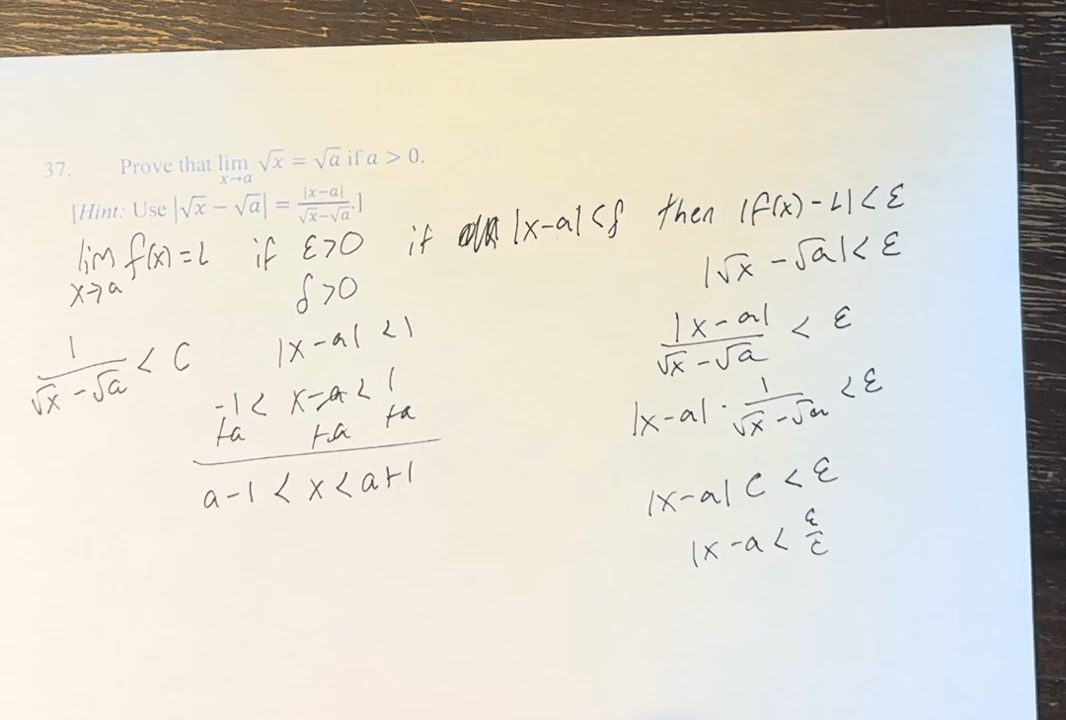 37. Prove that lim x→a √x = √a if a > 0.
[Hint: Use |√x − √a| = |x−a| / √x−√a.]
lim x→a f(x) = L if ε>0 if |x-a|<δ then |f(x) - L| < ε
δ>0
|√x - √a| < ε
1/(√x - √a) < C
|x-a| < 1
|x-a|/(√x - √a) < ε
-1 < x-a < 1
+a +a +a
|x-a| · 1/(√x - √a) < ε
a-1 < x < a+1
|x-a| C < ε
|x-a < ε/c